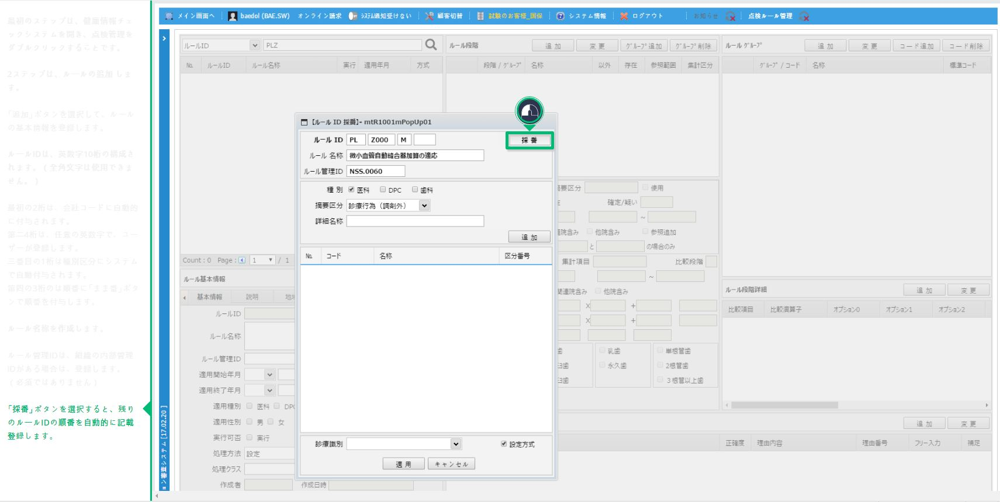 最初のステップは、健康情報チェ
ックシステムを開き、点検管理を
ダブルクリックすることです。
2ステップは、ルールの追加 しま
す。
「追加」ボタンを選択して、ルール
の基本情報を登録します。
ルールIDは、英数字10桁の構成さ
れます。（全角文字は使用できま
せん。）
最初の2桁は、会社コードに自動的
に付与されます。
第二4桁は、任意の英数字で、ユー
ザーが登録します。
三番目の1桁は種別区分にシステム
で自動付与されます。
第四の3桁のは順番に「まま番」ボタ
ンで順番を付与します。
ルール名称を作成します。
ルール管理IDは、組織の内部管理
IDがある場合は、登録します。
（必須ではありません）
「採番」ボタンを選択すると、残り
のルールIDの順番を自動的に記載
登録します。
メイン画面へ baedol (BAE.SW) オンライン請求 ｼｽﾃﾑ通知受けない 顧客切替 試験のお客様_国保 システム情報 ログアウト お知らせ 点検ルール管理
ルールID PLZ
No. ルールID ルール名称 実行 適用年月 方式
ルール段階 追 加 変 更 ｸﾞﾙｰﾌﾟ追加 ｸﾞﾙｰﾌﾟ削除
段階 / ｸﾞﾙｰﾌﾟ 名称 以外 存在 参照範囲 集計区分
ルール ｸﾞﾙｰﾌﾟ 追 加 変 更 コード追加 コード削除
ｸﾞﾙｰﾌﾟ / コード 名称 標準コード
【ルール ID 採番】- mtR1001mPopUp01
ルール ID PL Z000 M 採 番
ルール 名称 微小血管自動縫合器加算の適応
ルール管理ID NSS.0060
種 別 医科 DPC 歯科
摘要区分 診療行為（調剤外）
詳細名称
追 加
No. コード 名称 区分番号
診療識別 設定方式
適 用 キャンセル
摘要区分 使用
確定/疑い
~
院含み 他院含み 参照追加
と の場合のみ
集計項目 比較段階
~
関連院含み 他院含み
X +
X +
歯 乳歯 単根管歯
臼歯 永久歯 2根管歯
臼歯 3根管以上歯
Count : 0 Page : 1 / 1
ルール基本情報
基本情報 説明
ルールID
ルール名称
ルール管理ID
適用開始年月
適用終了年月
適用種別 医科 DPC
適用性別 男 女
実行可否 実行
処理方法 設定
処理クラス
作成者 作成日時
ルール段階詳細 追 加 変 更
比較項目 比較演算子 オプション0 オプション1 オプション2
追 加 変 更
正確度 理由内容 理由番号 フリー入力 補足
ョン審査システム [17.02.20 ]